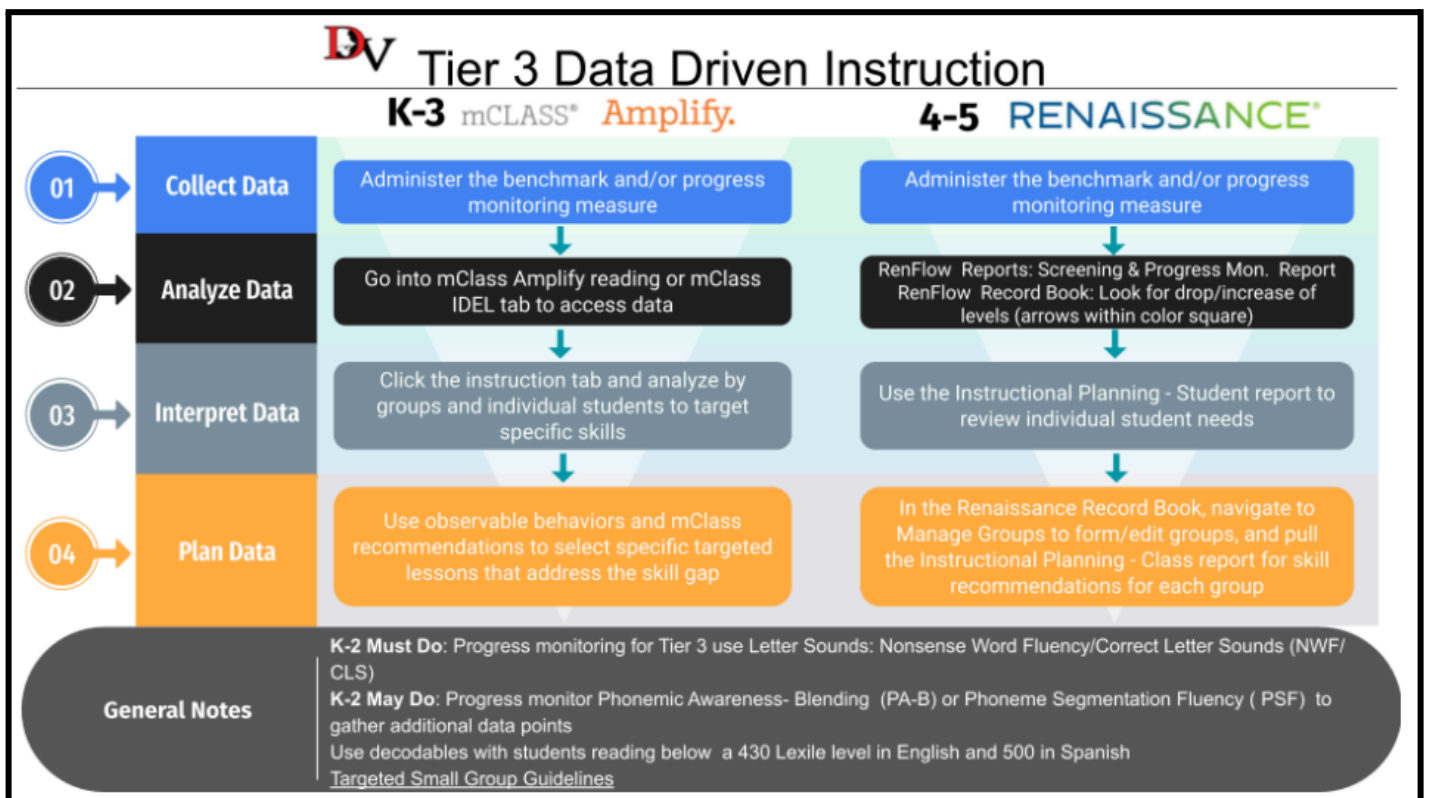 DV
Tier 3 Data Driven Instruction
K-3 mCLASS® Amplify.
4-5 RENAISSANCE®
01
Collect Data
Administer the benchmark and/or progress
monitoring measure
Administer the benchmark and/or progress
monitoring measure
02
Analyze Data
Go into mClass Amplify reading or mClass
IDEL tab to access data
RenFlow Reports: Screening & Progress Mon. Report
RenFlow Record Book: Look for drop/increase of
levels (arrows within color square)
03
Interpret Data
Click the instruction tab and analyze by
groups and individual students to target
specific skills
Use the Instructional Planning - Student report to
review individual student needs
04
Plan Data
Use observable behaviors and mClass
recommendations to select specific targeted
lessons that address the skill gap
In the Renaissance Record Book, navigate to
Manage Groups to form/edit groups, and pull
the Instructional Planning - Class report for skill
recommendations for each group
General Notes
K-2 Must Do: Progress monitoring for Tier 3 use Letter Sounds: Nonsense Word Fluency/Correct Letter Sounds (NWF/
CLS)
K-2 May Do: Progress monitor Phonemic Awareness- Blending (PA-B) or Phoneme Segmentation Fluency ( PSF) to
gather additional data points
Use decodables with students reading below a 430 Lexile level in English and 500 in Spanish
Targeted Small Group Guidelines